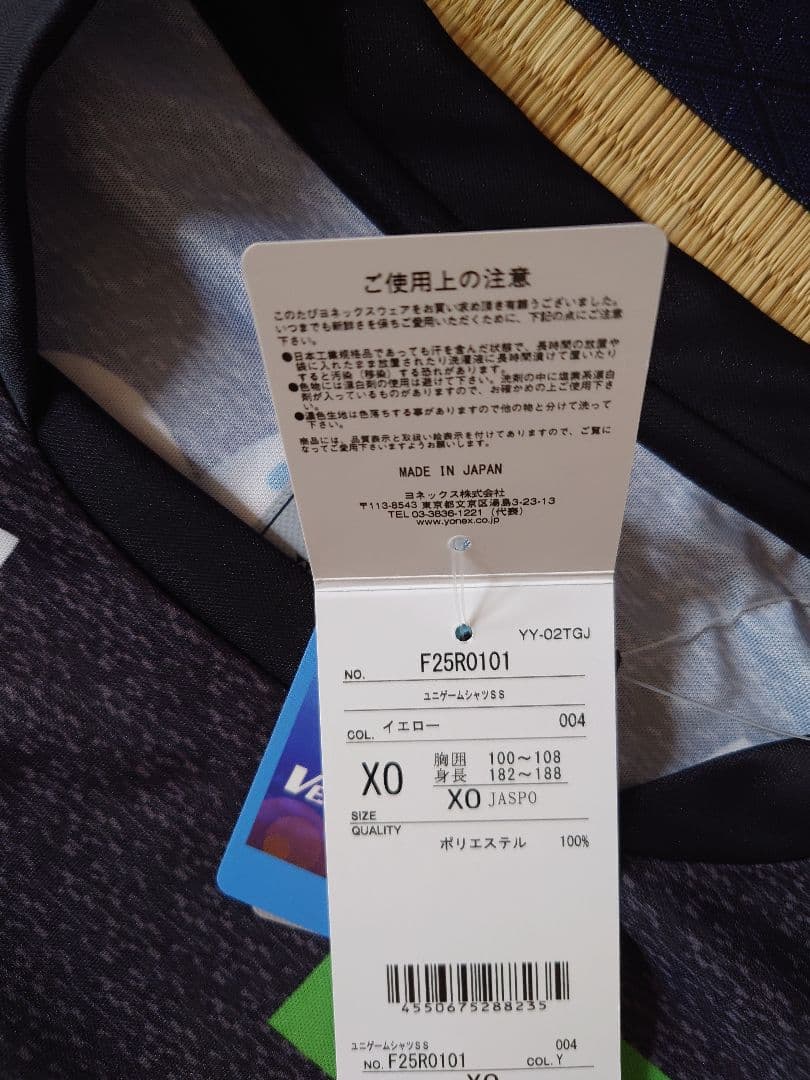 ご使用上の注意
このたびヨネックスウェアをお買い求め頂き有難うございました。
いつまでも新鮮さを保ちご愛用いただくために、下記の点にご注意
下さい。
●日本工業規格品であっても汗を含んだ状態で、長時間の放置や
袋に入れたまま放置されたり洗濯液に長時間漬けて置いたり
すると汚染(移染)する恐れがあります。
●色物には漂白剤の使用は避けて下さい。洗剤の中に塩素系漂白
剤が入っているものがありますので、お確かめの上ご使用下さ
い。
●濃色生地は色落ちする事がありますので他の物と分けて洗って
下さい。
商品には、品質表示と取扱い絵表示を付けてありますので、ご覧に
なってご愛用下さいますようお願いします。
MADE IN JAPAN
ヨネックス株式会社
〒113-8543 東京都文京区湯島3-23-13
TEL 03-3836-1221 (代表)
www.yonex.co.jp
YY-02TGJ
NO. F25R0101
ユニゲームシャツSS
COL. イエロー 004
XO 胸囲 100~108
身長 182~188
XO JASPO
SIZE
QUALITY
ポリエステル 100%
4550675288235
ユニゲームシャツSS 004
NO. F25R0101 COL. Y
XO